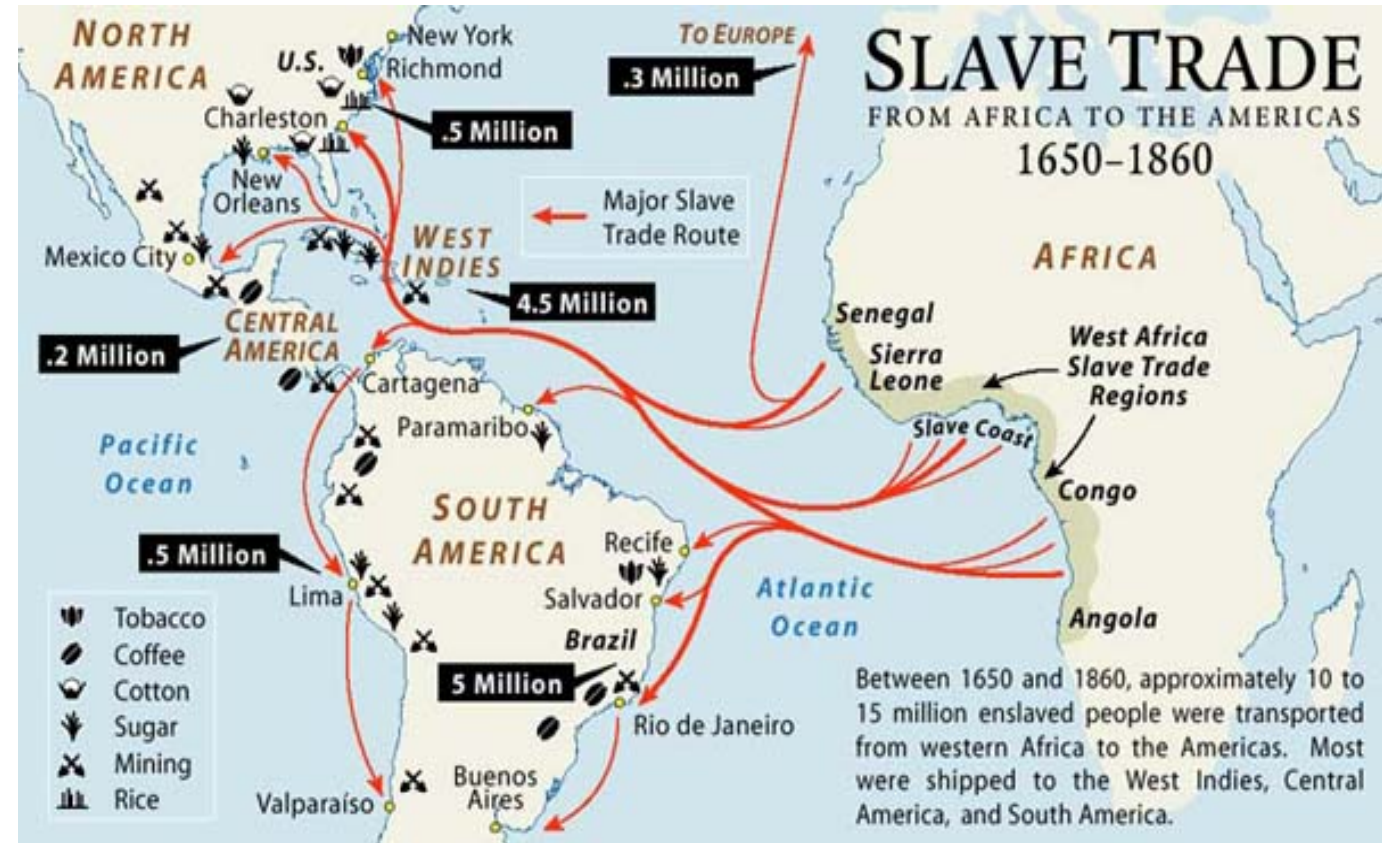 SLAVE TRADE
FROM AFRICA TO THE AMERICAS
1650–1860
NORTH
AMERICA
U.S.
New York
Richmond
Charleston
New
Orleans
Mexico City
.5 Million
TO EUROPE
.3 Million
Major Slave
Trade Route
WEST
INDIES
4.5 Million
CENTRAL
AMERICA
.2 Million
Cartagena
Paramaribo
Pacific
Ocean
SOUTH
AMERICA
.5 Million
Lima
Recife
Salvador
Brazil
5 Million
Rio de Janeiro
Buenos
Aires
Valparaíso
Atlantic
Ocean
AFRICA
Senegal
Sierra
Leone
West Africa
Slave Trade
Regions
Slave Coast
Congo
Angola
Tobacco
Coffee
Cotton
Sugar
Mining
Rice
Between 1650 and 1860, approximately 10 to
15 million enslaved people were transported
from western Africa to the Americas. Most
were shipped to the West Indies, Central
America, and South America.